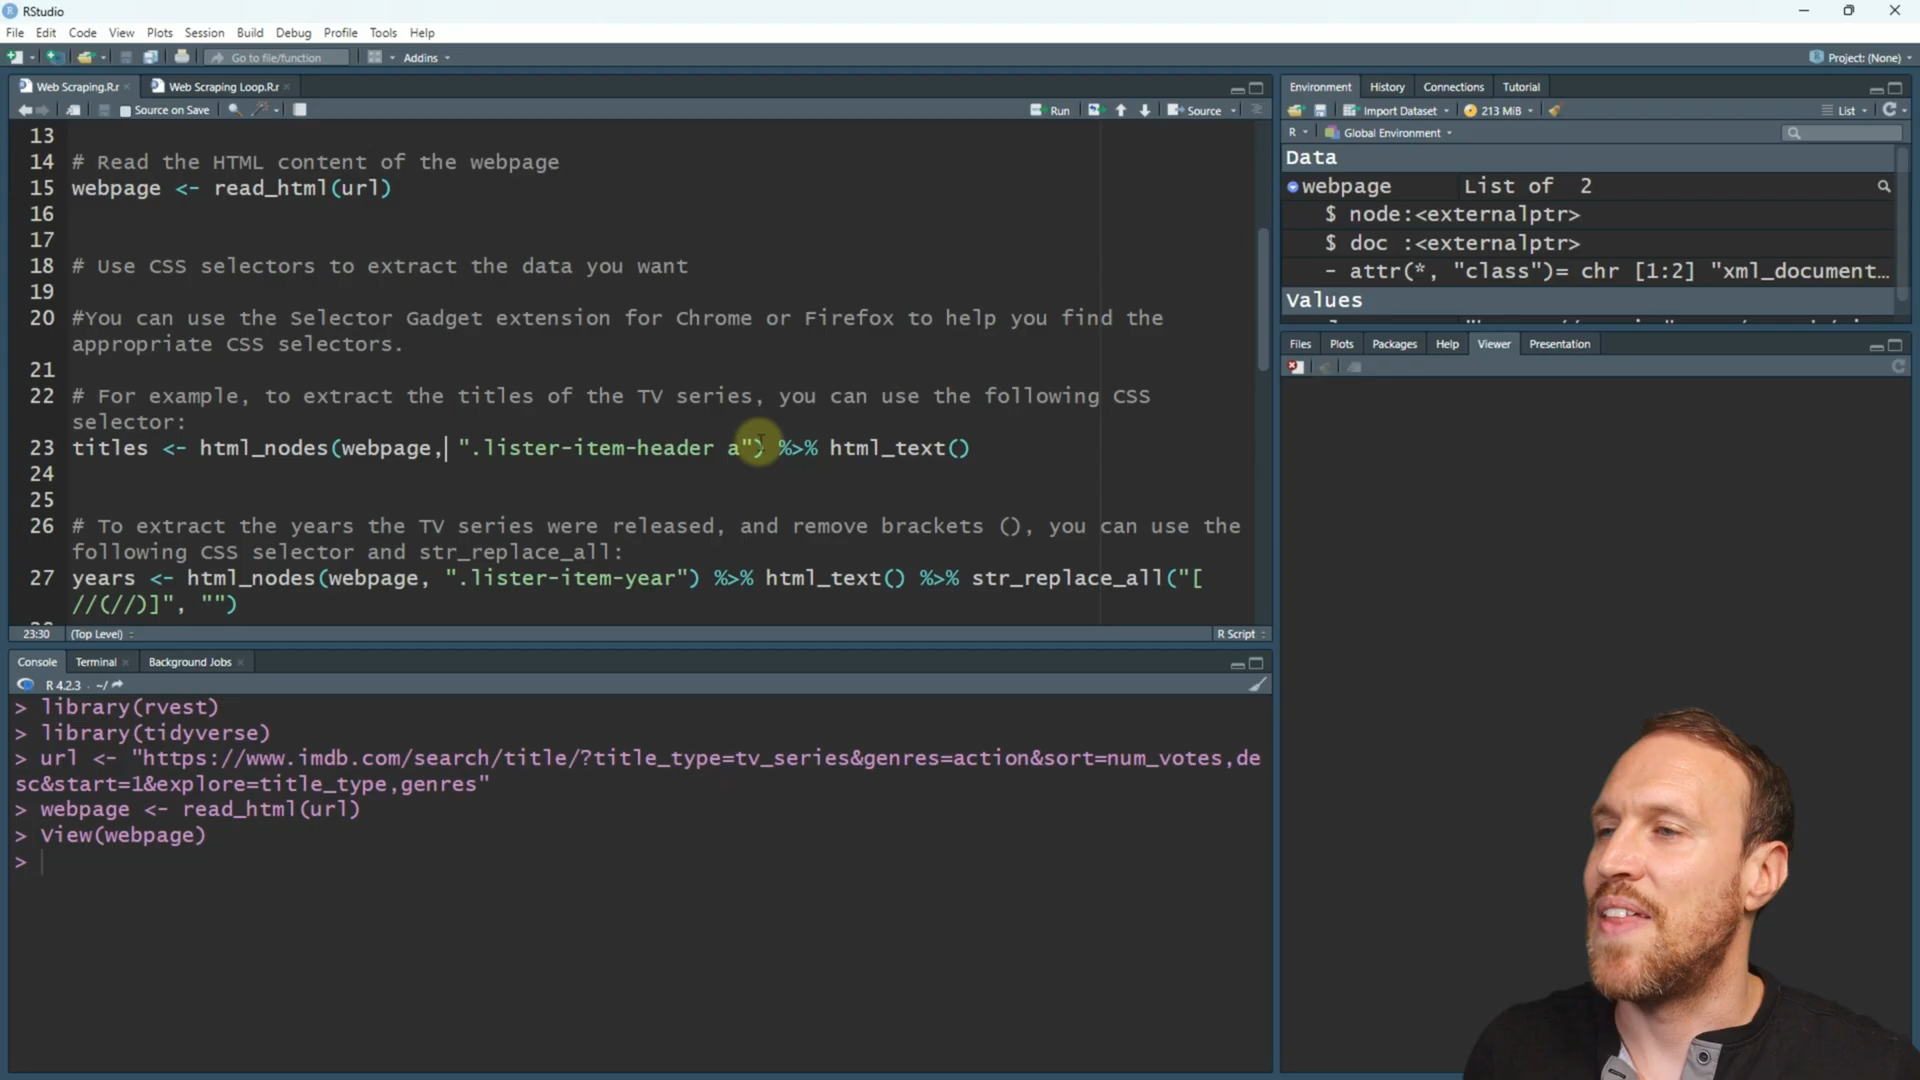 RStudio
File Edit Code View Plots Session Build Debug Profile Tools Help
Go to file/function Addins Project: (None)
Web Scraping.R.r × Web Scraping Loop.R.r ×
Source on Save Run Source
13
14 # Read the HTML content of the webpage
15 webpage <- read_html(url)
16
17
18 # Use CSS selectors to extract the data you want
19
20 #You can use the Selector Gadget extension for Chrome or Firefox to help you find the
appropriate CSS selectors.
21
22 # For example, to extract the titles of the TV series, you can use the following CSS
selector:
23 titles <- html_nodes(webpage, ".lister-item-header a") %>% html_text()
24
25
26 # To extract the years the TV series were released, and remove brackets (), you can use the
following CSS selector and str_replace_all:
27 years <- html_nodes(webpage, ".lister-item-year") %>% html_text() %>% str_replace_all("[
//(//)]", "")
23:30 (Top Level) R Script
Console Terminal × Background Jobs ×
R 4.2.3 · ~/
> library(rvest)
> library(tidyverse)
> url <- "https://www.imdb.com/search/title/?title_type=tv_series&genres=action&sort=num_votes,de
sc&start=1&explore=title_type,genres"
> webpage <- read_html(url)
> View(webpage)
>
Environment History Connections Tutorial
Import Dataset 213 MiB List
R Global Environment
Data
webpage List of 2
$ node:<externalptr>
$ doc :<externalptr>
- attr(*, "class")= chr [1:2] "xml_document…
Values
Files Plots Packages Help Viewer Presentation